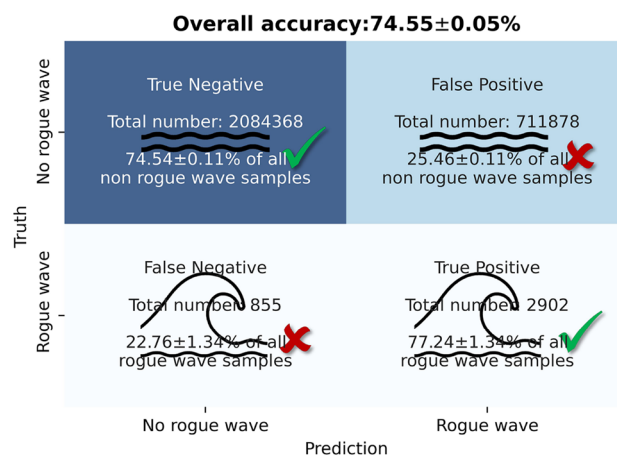 Overall accuracy:74.55±0.05%
True Negative
Total number: 2084368
74.54±0.11% of all
non rogue wave samples
False Positive
Total number: 711878
25.46±0.11% of all
non rogue wave samples
False Negative
Total number: 855
22.76±1.34% of all
rogue wave samples
True Positive
Total number: 2902
77.24±1.34% of all
rogue wave samples
No rogue wave
Rogue wave
Truth
No rogue wave
Rogue wave
Prediction